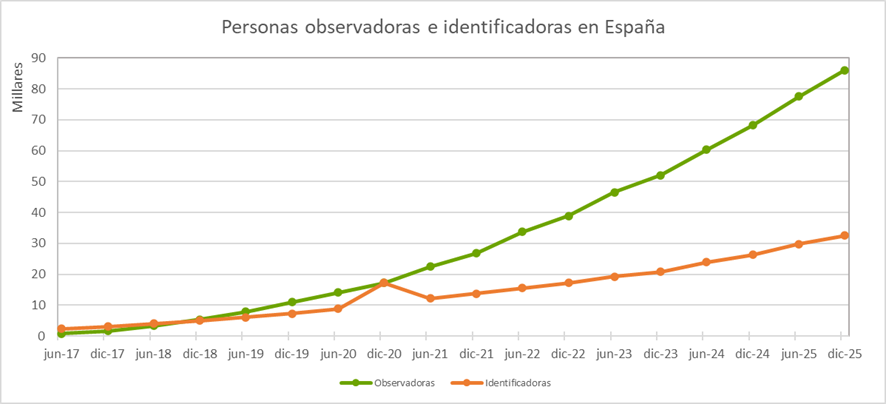 Personas observadoras e identificadoras en España
Millares
90
80
70
60
50
40
30
20
10
0
jun-17 dic-17 jun-18 dic-18 jun-19 dic-19 jun-20 dic-20 jun-21 dic-21 jun-22 dic-22 jun-23 dic-23 jun-24 dic-24 jun-25 dic-25
Observadoras Identificadoras